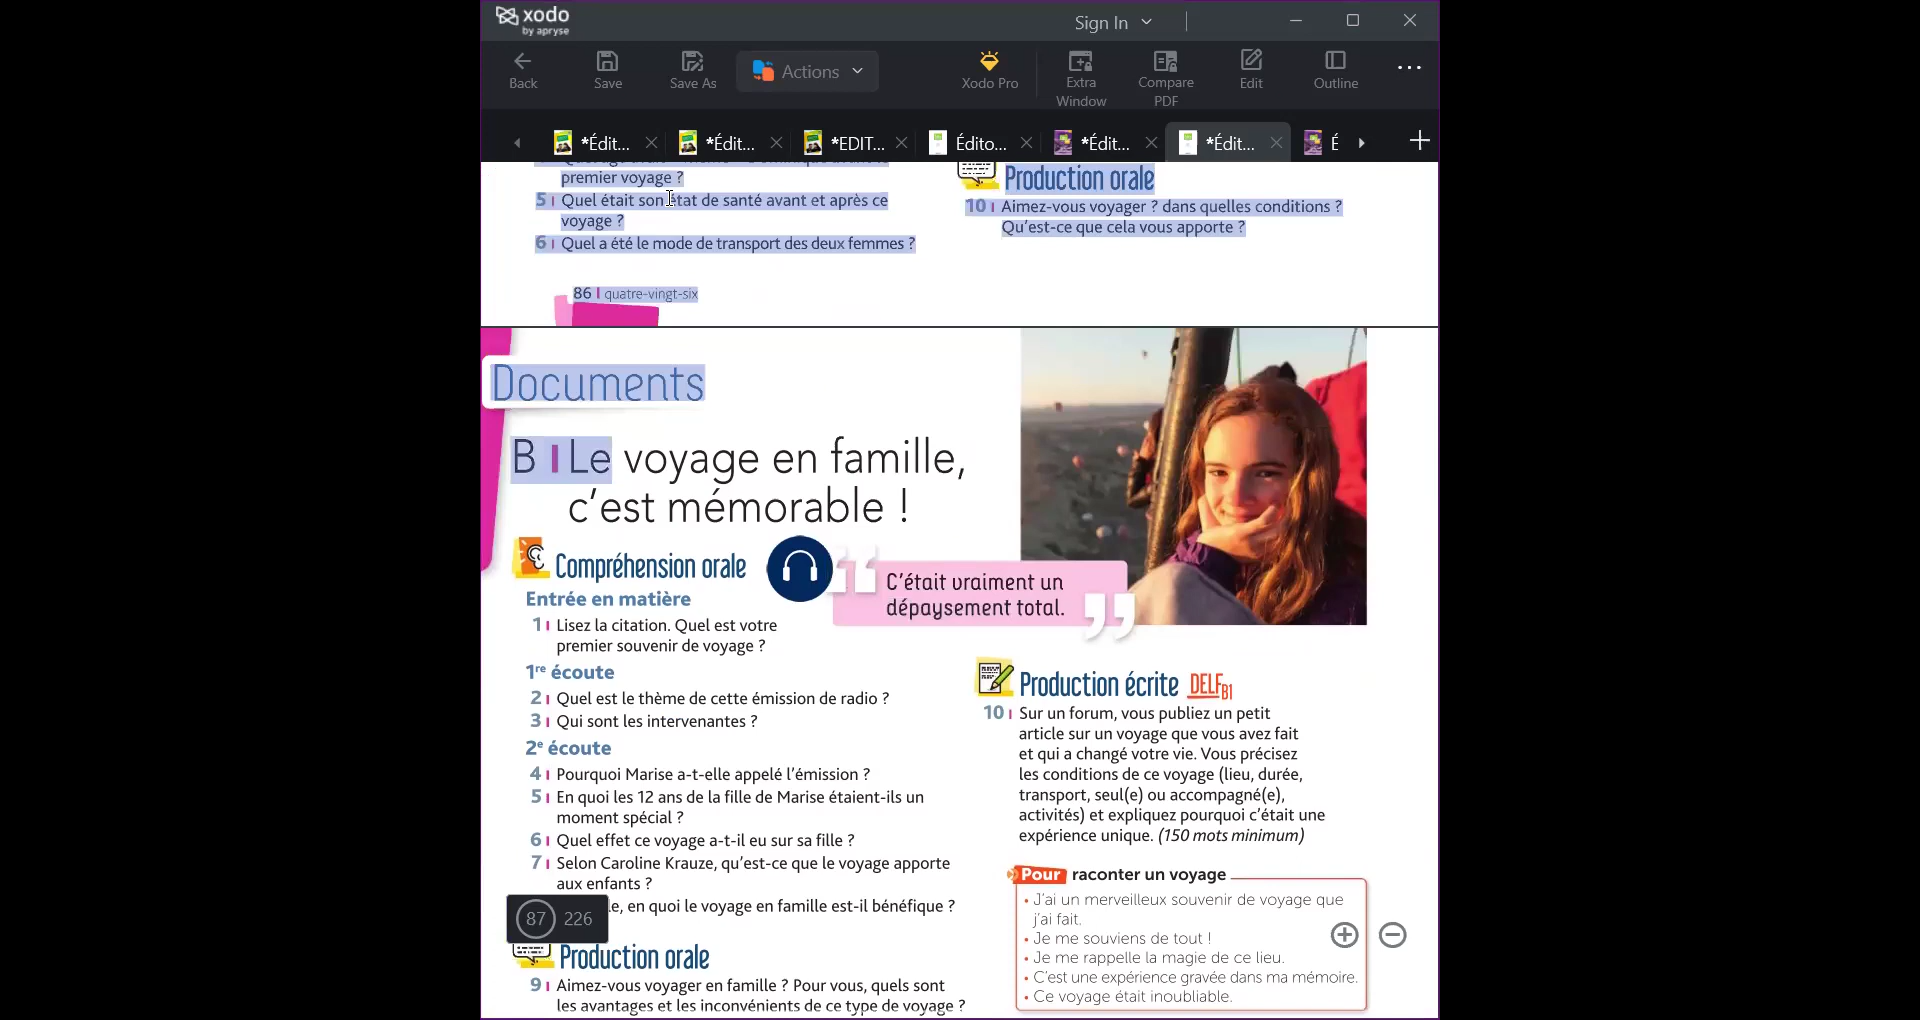 xodo
by apryse
Sign In
Back
Save
Save As
Actions
Xodo Pro
Extra
Window
Compare
PDF
Edit
Outline
*Édit...
*Édit...
*EDIT...
Édito...
*Édit...
*Édit...
É
premier voyage ?
5 Quel était son état de santé avant et après ce
voyage ?
6 Quel a été le mode de transport des deux femmes ?
86 quatre-vingt-six
Production orale
10 Aimez-vous voyager ? dans quelles conditions ?
Qu'est-ce que cela vous apporte ?
Documents
B Le voyage en famille,
c'est mémorable !
Compréhension orale
Entrée en matière
1 Lisez la citation. Quel est votre
premier souvenir de voyage ?
1re écoute
2 Quel est le thème de cette émission de radio ?
3 Qui sont les intervenantes ?
2e écoute
4 Pourquoi Marise a-t-elle appelé l'émission ?
5 En quoi les 12 ans de la fille de Marise étaient-ils un
moment spécial ?
6 Quel effet ce voyage a-t-il eu sur sa fille ?
7 Selon Caroline Krauze, qu'est-ce que le voyage apporte
aux enfants ?
le, en quoi le voyage en famille est-il bénéfique ?
87 226
Production orale
9 Aimez-vous voyager en famille ? Pour vous, quels sont
les avantages et les inconvénients de ce type de voyage ?
“ C'était vraiment un
dépaysement total. ”
Production écrite DELF B1
10 Sur un forum, vous publiez un petit
article sur un voyage que vous avez fait
et qui a changé votre vie. Vous précisez
les conditions de ce voyage (lieu, durée,
transport, seul(e) ou accompagné(e),
activités) et expliquez pourquoi c'était une
expérience unique. (150 mots minimum)
Pour raconter un voyage
• J'ai un merveilleux souvenir de voyage que
j'ai fait.
• Je me souviens de tout !
• Je me rappelle la magie de ce lieu.
• C'est une expérience gravée dans ma mémoire.
• Ce voyage était inoubliable.